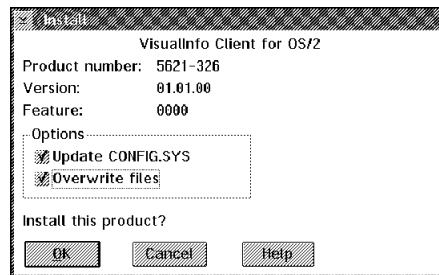 Install
VisualInfo Client for OS/2
Product number: 5621-326
Version: 01.01.00
Feature: 0000
Options
Update CONFIG.SYS
Overwrite files
Install this product?
OK
Cancel
Help